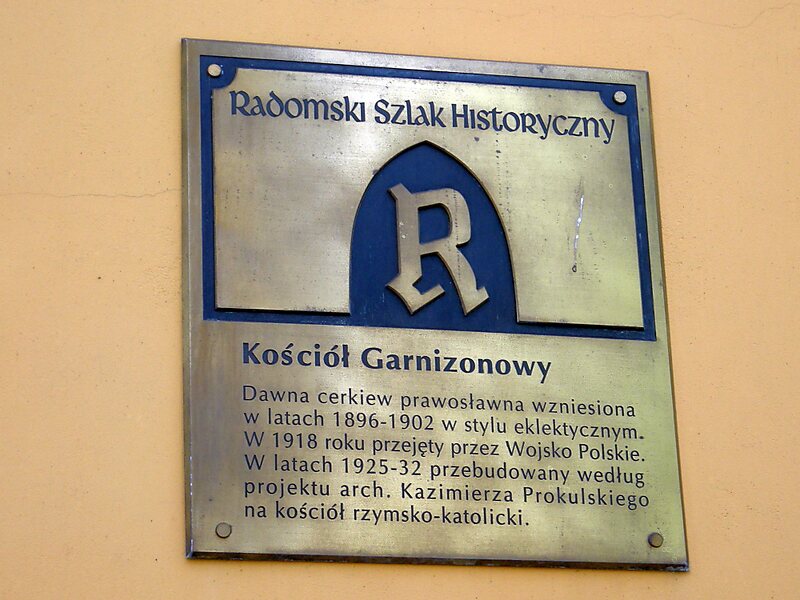 Radomski Szlak Historyczny
R
Kościół Garnizonowy
Dawna cerkiew prawosławna wzniesiona
w latach 1896-1902 w stylu eklektycznym.
W 1918 roku przejęty przez Wojsko Polskie.
W latach 1925-32 przebudowany według
projektu arch. Kazimierza Prokulskiego
na kościół rzymsko-katolicki.